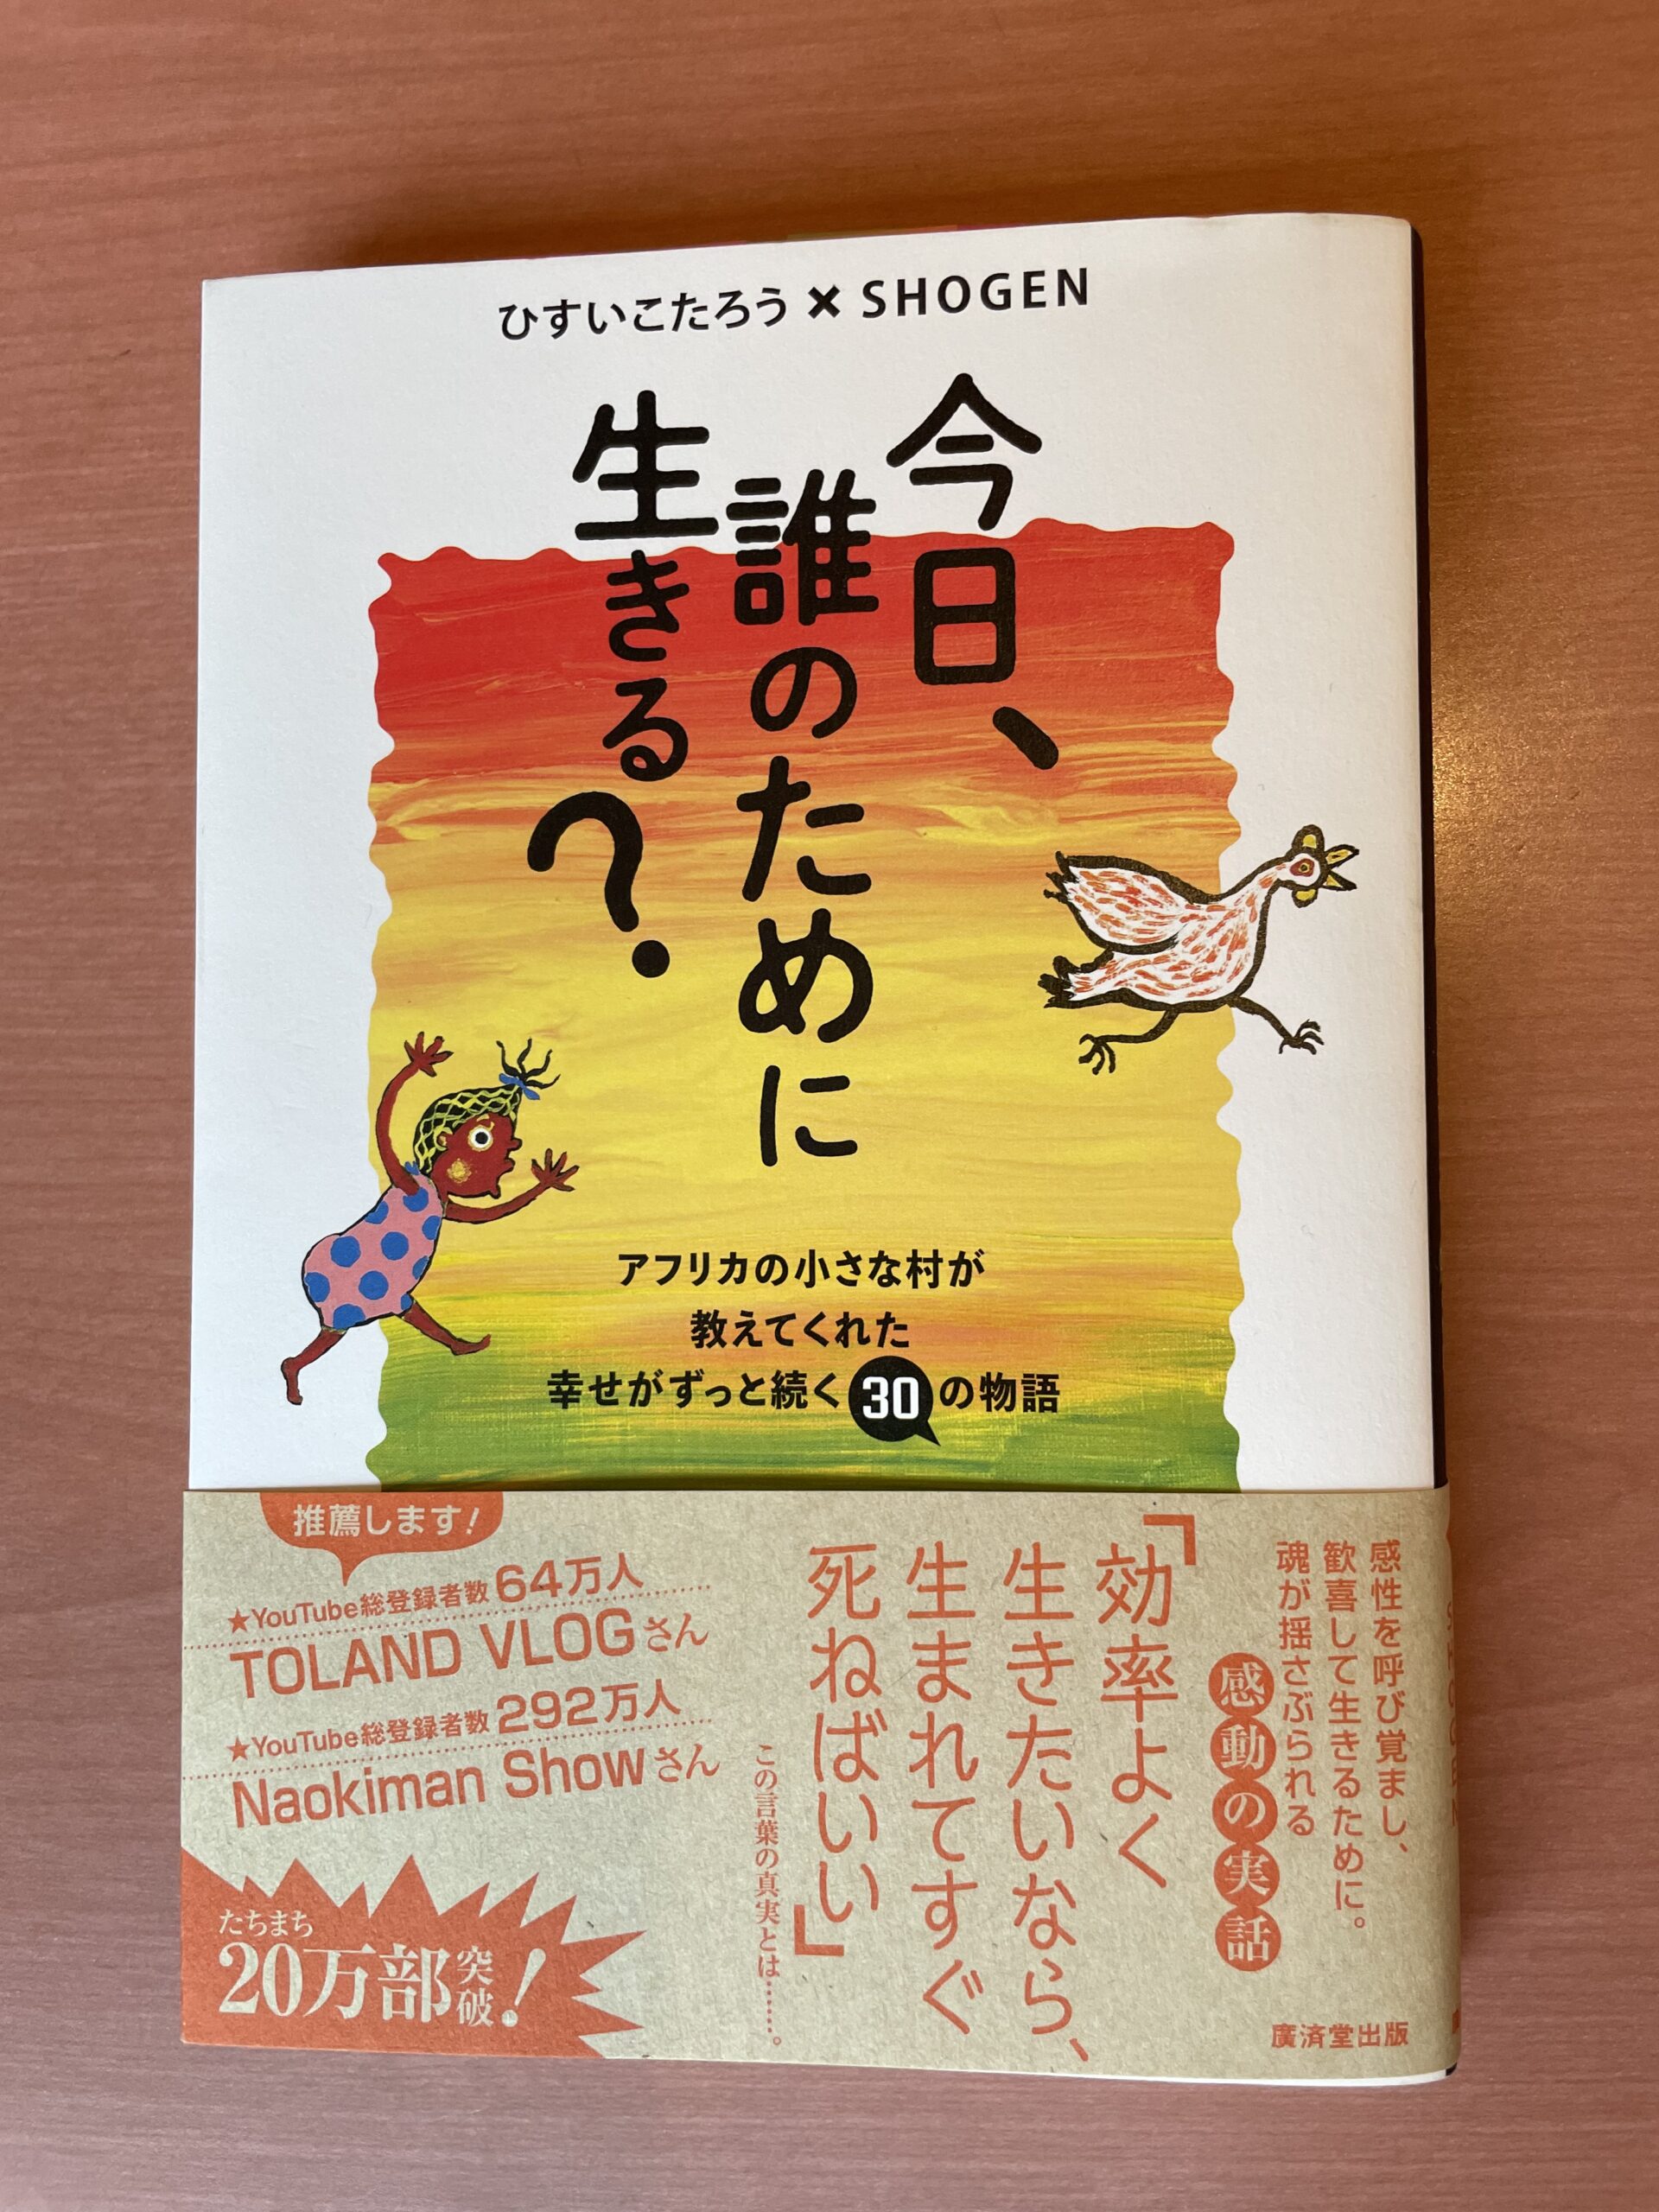 ひすいこたろう×SHOGEN
今日、
誰のために
生きる?
アフリカの小さな村が
教えてくれた
幸せがずっと続く30の物語
感性を呼び覚まし、
歓喜して生きるために。
魂が揺さぶられる
感動の実話
「効率よく
生きたいなら、
生まれてすぐ
死ねばいい」
この言葉の真実とは……。
推薦します!
★YouTube総登録者数64万人
TOLAND VLOGさん
★YouTube総登録者数292万人
Naokiman Showさん
たちまち
20万部突破!
廣済堂出版